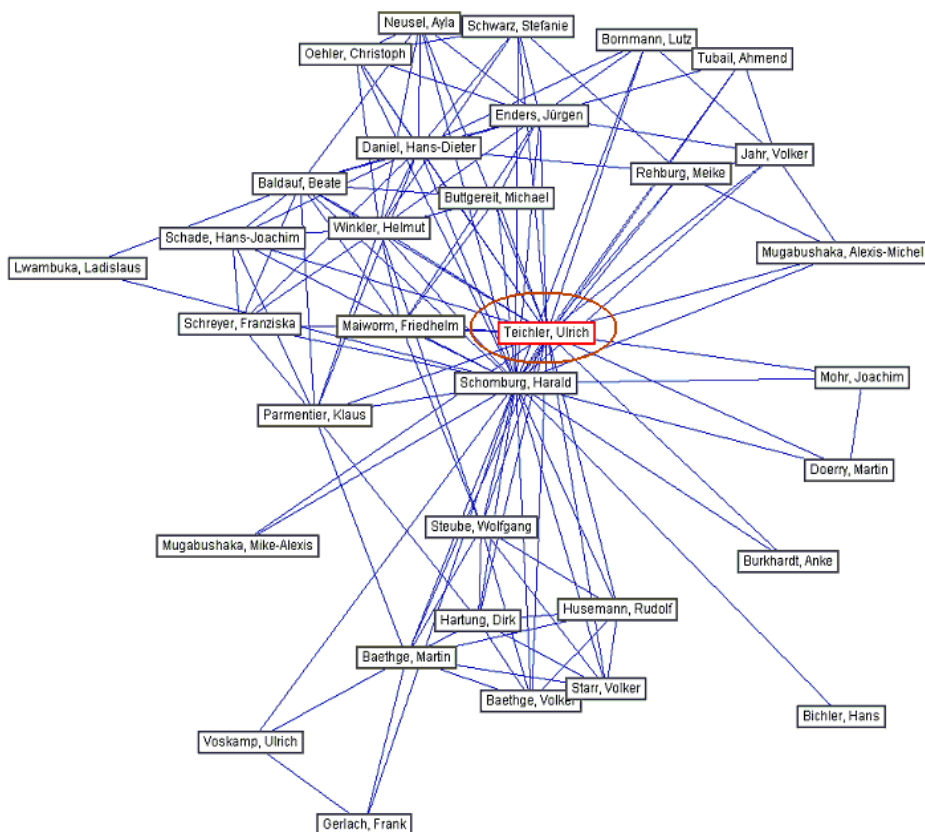 Neusel, Ayla
Schwarz, Stefanie
Bornmann, Lutz
Oehler, Christoph
Tubail, Ahmend
Enders, Jürgen
Daniel, Hans-Dieter
Jahr, Volker
Rehburg, Meike
Baldauf, Beate
Buttgereit, Michael
Winkler, Helmut
Schade, Hans-Joachim
Mugabushaka, Alexis-Michel
Lwambuka, Ladislaus
Schreyer, Franziska
Maiworm, Friedhelm
Teichler, Ulrich
Schomburg, Harald
Mohr, Joachim
Parmentier, Klaus
Doerry, Martin
Steube, Wolfgang
Mugabushaka, Mike-Alexis
Burkhardt, Anke
Husemann, Rudolf
Hartung, Dirk
Baethge, Martin
Starr, Volker
Baethge, Volker
Bichler, Hans
Voskamp, Ulrich
Gerlach, Frank